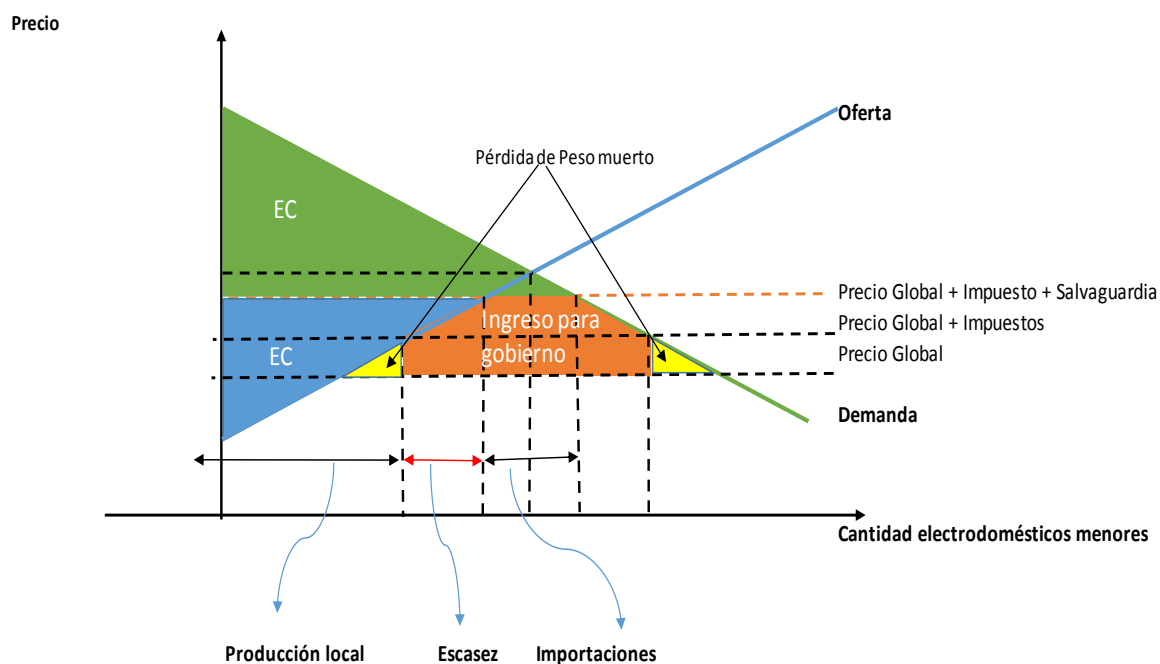 Precio
Oferta
Pérdida de Peso muerto
EC
Precio Global + Impuesto + Salvaguardia
Ingreso para
gobierno
Precio Global + Impuestos
EC
Precio Global
Demanda
Cantidad electrodomésticos menores
Producción local
Escasez
Importaciones